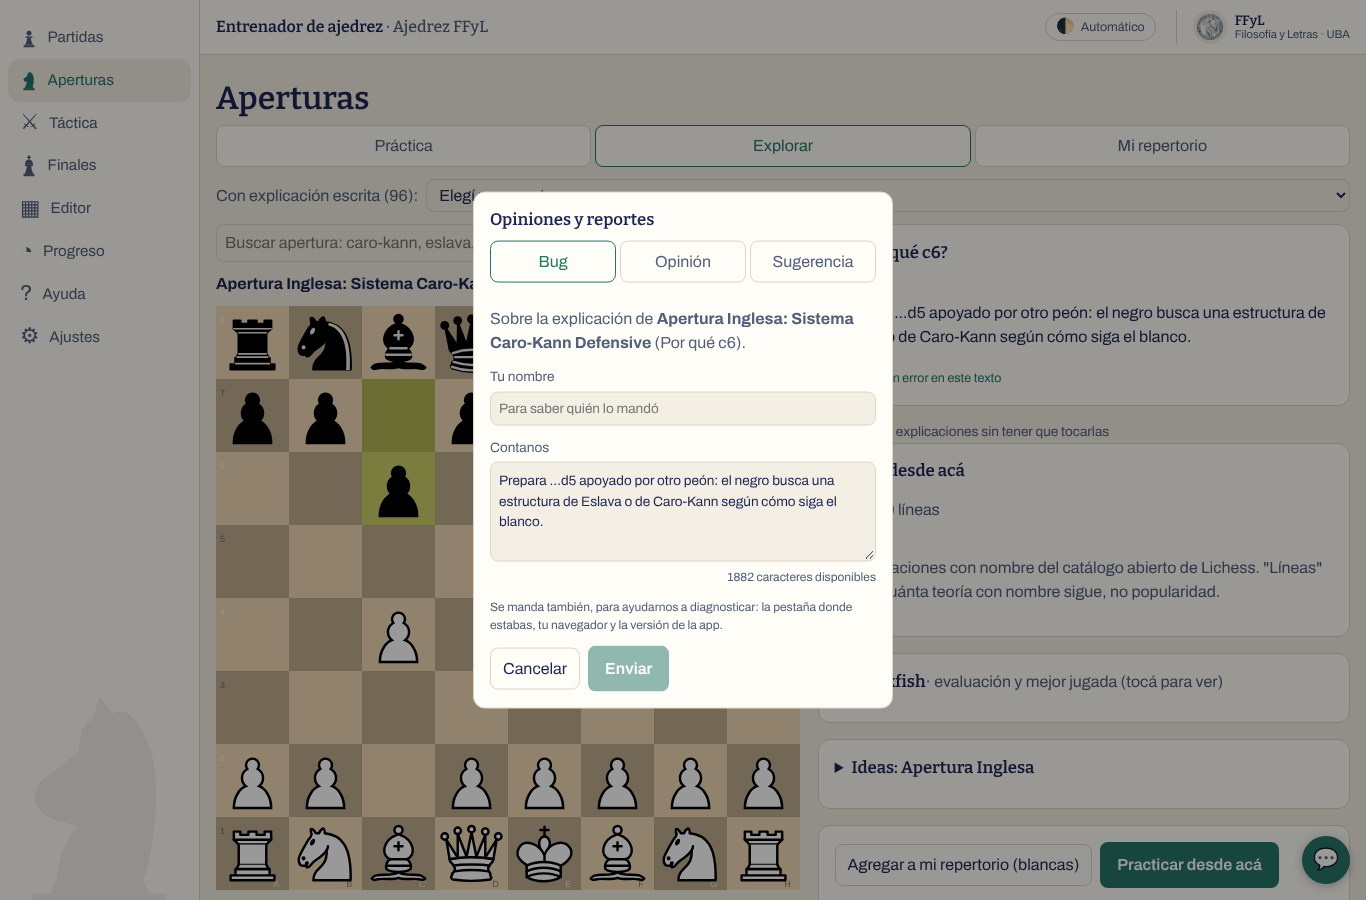 Partidas
Aperturas
Táctica
Finales
Editor
Progreso
Ayuda
Ajustes
Entrenador de ajedrez · Ajedrez FFyL
Automático
FFyL
Filosofía y Letras · UBA
Aperturas
Práctica
Explorar
Mi repertorio
Con explicación escrita (96):
Buscar apertura: caro-kann, eslava
Apertura Inglesa: Sistema Caro-Ka
Opiniones y reportes
Bug
Opinión
Sugerencia
Sobre la explicación de Apertura Inglesa: Sistema
Caro-Kann Defensive (Por qué c6).
Tu nombre
Para saber quién lo mandó
Contanos
Prepara ...d5 apoyado por otro peón: el negro busca una
estructura de Eslava o de Caro-Kann según cómo siga el
blanco.
1882 caracteres disponibles
Se manda también, para ayudarnos a diagnosticar: la pestaña donde
estabas, tu navegador y la versión de la app.
Cancelar
Enviar
qué c6?
...d5 apoyado por otro peón: el negro busca una estructura de
de Caro-Kann según cómo siga el blanco.
error en este texto
explicaciones sin tener que tocarlas
desde acá
líneas
aciones con nombre del catálogo abierto de Lichess. "Líneas"
uánta teoría con nombre sigue, no popularidad.
kfish · evaluación y mejor jugada (tocá para ver)
▶ Ideas: Apertura Inglesa
Agregar a mi repertorio (blancas)
Practicar desde acá
7
5
3
1
A B C D E F G H